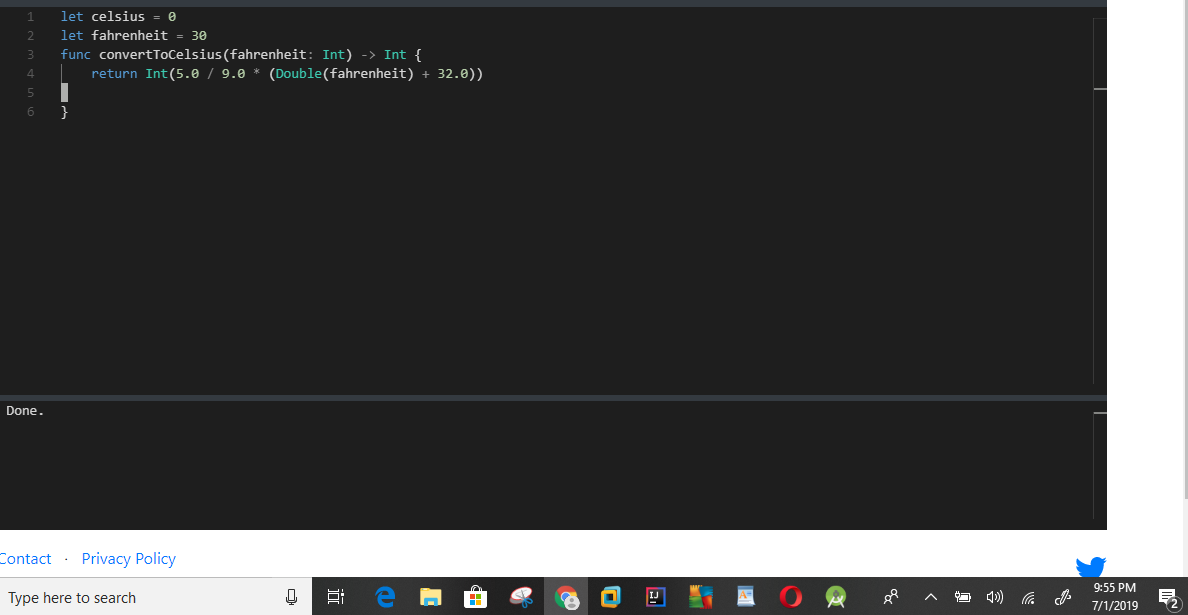 1 let celsius = 0
2 let fahrenheit = 30
3 func convertToCelsius(fahrenheit: Int) -> Int {
4 return Int(5.0 / 9.0 * (Double(fahrenheit) + 32.0))
5
6 }
Done.
Contact · Privacy Policy
Type here to search
9:55 PM
7/1/2019
2